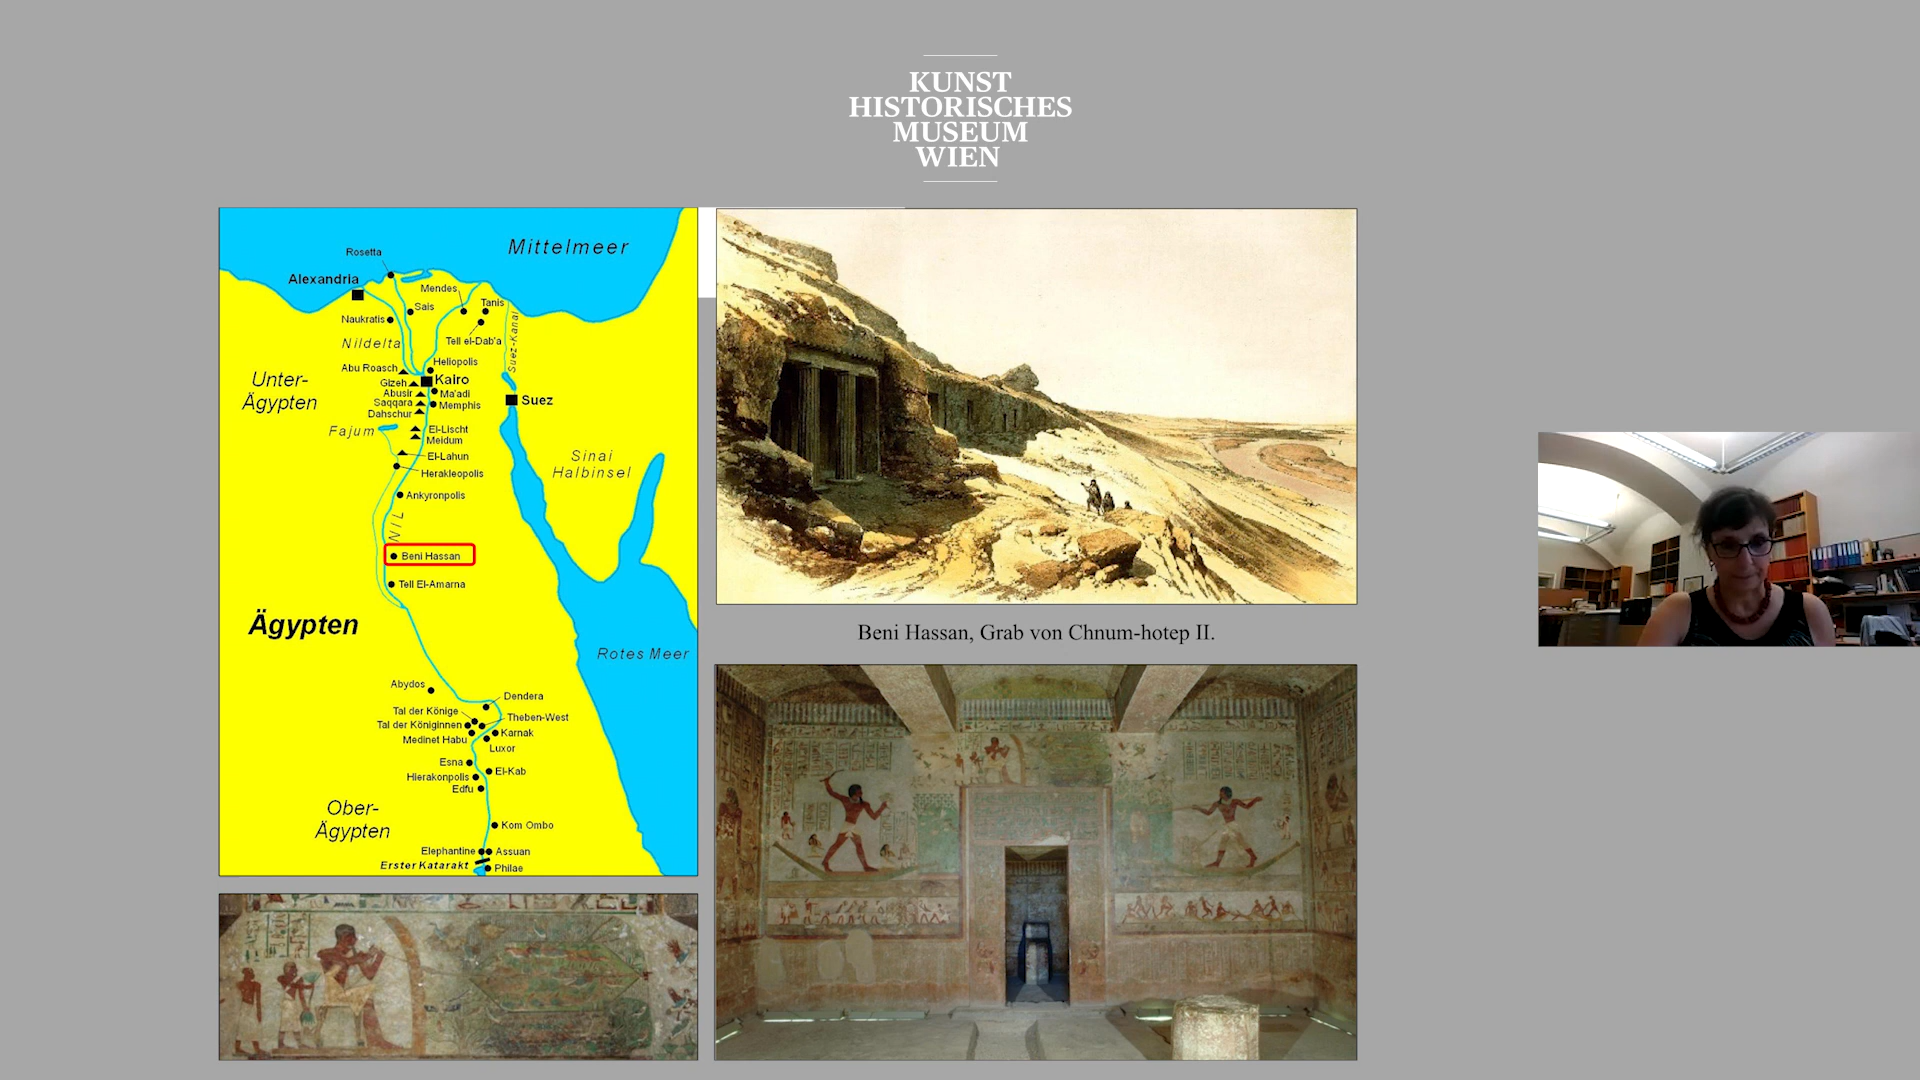 KUNST
HISTORISCHES
MUSEUM
WIEN
Mittelmeer
Rosetta
Alexandria
Mendes
Tanis
Sais
Naukratis
Suez-Kanal
Nildelta
Tell el-Dab'a
Heliopolis
Abu Roasch
Unter-
Ägypten
Gizeh
Kairo
Abusir
Ma'adi
Saqqara
Memphis
Dahschur
Suez
Fajum
El-Lischt
Meidum
El-Lahun
Sinai
Halbinsel
Herakleopolis
Ankyronpolis
NIL
Beni Hassan
Tell El-Amarna
Ägypten
Rotes Meer
Abydos
Dendera
Tal der Könige
Theben-West
Tal der Königinnen
Karnak
Medinet Habu
Luxor
Esna
El-Kab
Hierakonpolis
Edfu
Ober-
Ägypten
Kom Ombo
Elephantine
Assuan
Erster Katarakt
Philae
Beni Hassan, Grab von Chnum-hotep II.